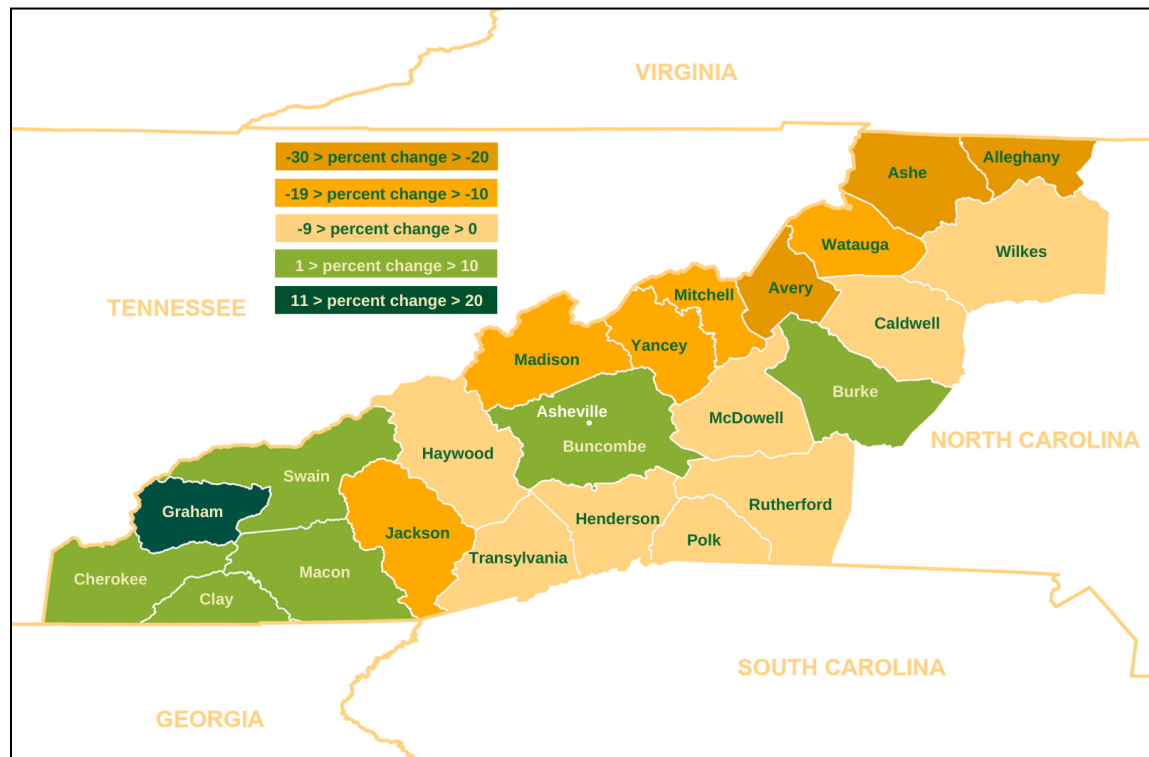 VIRGINIA
-30 > percent change > -20
-19 > percent change > -10
-9 > percent change > 0
1 > percent change > 10
11 > percent change > 20
TENNESSEE
Ashe
Alleghany
Watauga
Wilkes
Mitchell
Avery
Caldwell
Madison
Yancey
Burke
Asheville
McDowell
Buncombe
NORTH CAROLINA
Haywood
Swain
Graham
Jackson
Henderson
Rutherford
Polk
Transylvania
Cherokee
Macon
Clay
SOUTH CAROLINA
GEORGIA